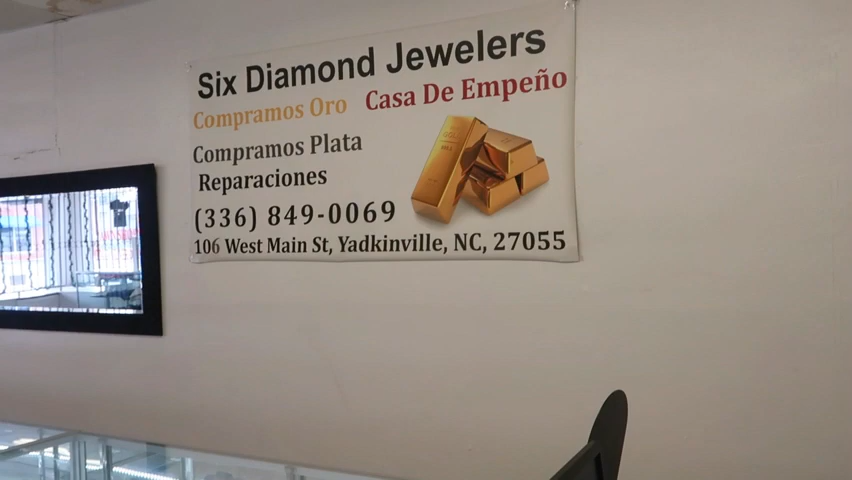 Six Diamond Jewelers
Compramos Oro Casa De Empeño
Compramos Plata
Reparaciones
(336) 849-0069
106 West Main St, Yadkinville, NC, 27055
GOLD